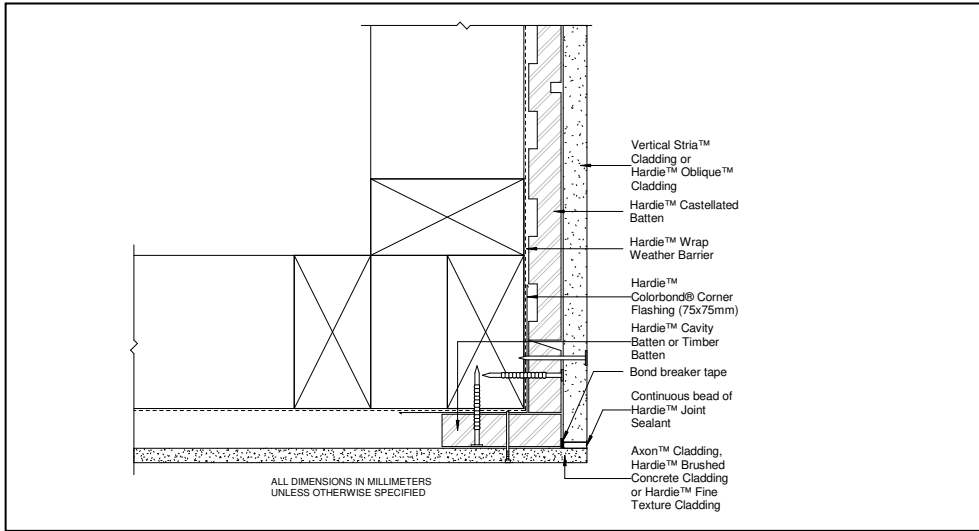 Vertical Stria™
Cladding or
Hardie™ Oblique™
Cladding
Hardie™ Castellated
Batten
Hardie™ Wrap
Weather Barrier
Hardie™
Colorbond® Corner
Flashing (75x75mm)
Hardie™ Cavity
Batten or Timber
Batten
Bond breaker tape
Continuous bead of
Hardie™ Joint
Sealant
Axon™ Cladding,
Hardie™ Brushed
Concrete Cladding
or Hardie™ Fine
Texture Cladding
ALL DIMENSIONS IN MILLIMETERS
UNLESS OTHERWISE SPECIFIED